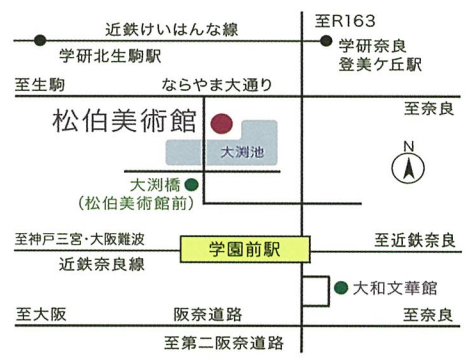 至R163
近鉄けいはんな線
学研北生駒駅
学研奈良
登美ケ丘駅
至生駒
ならやま大通り
至奈良
松伯美術館
大渕池
N
大渕橋
(松伯美術館前)
至神戸三宮・大阪難波
学園前駅
至近鉄奈良
近鉄奈良線
大和文華館
至大阪
阪奈道路
至奈良
至第二阪奈道路